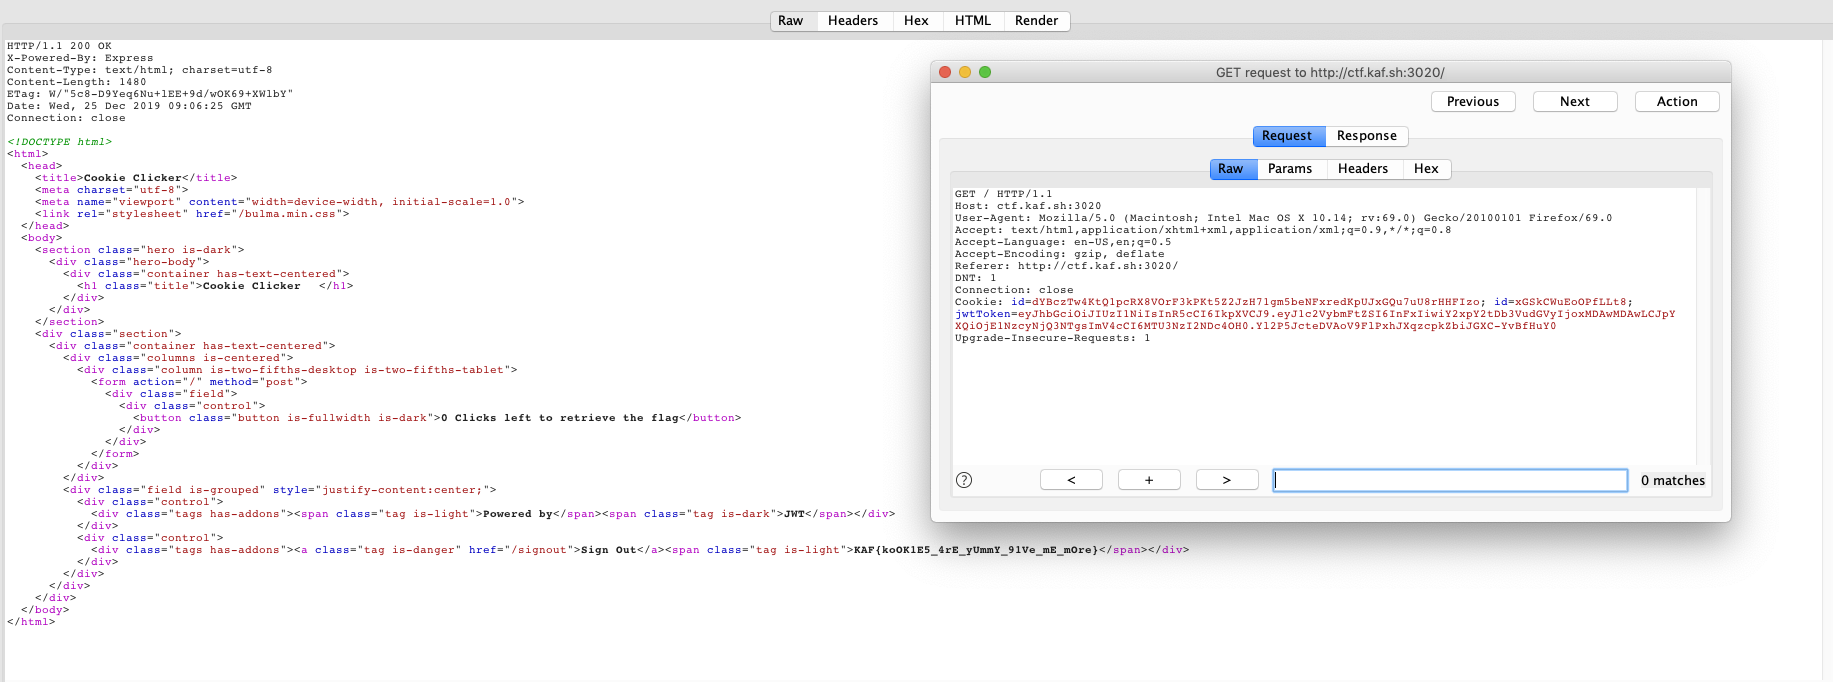 Raw Headers Hex HTML Render
HTTP/1.1 200 OK
X-Powered-By: Express
Content-Type: text/html; charset=utf-8
Content-Length: 1480
ETag: W/"5c8-D9Yeq6Nu+lEE+9d/wOK69+XWlbY"
Date: Wed, 25 Dec 2019 09:06:25 GMT
Connection: close
<!DOCTYPE html>
<html>
<head>
<title>Cookie Clicker</title>
<meta charset="utf-8">
<meta name="viewport" content="width=device-width, initial-scale=1.0">
<link rel="stylesheet" href="/bulma.min.css">
</head>
<body>
<section class="hero is-dark">
<div class="hero-body">
<div class="container has-text-centered">
<h1 class="title">Cookie Clicker </h1>
</div>
</div>
</section>
<div class="section">
<div class="container has-text-centered">
<div class="columns is-centered">
<div class="column is-two-fifths-desktop is-two-fifths-tablet">
<form action="/" method="post">
<div class="field">
<div class="control">
<button class="button is-fullwidth is-dark">0 Clicks left to retrieve the flag</button>
</div>
</div>
</form>
</div>
</div>
<div class="field is-grouped" style="justify-content:center;">
<div class="control">
<div class="tags has-addons"><span class="tag is-light">Powered by</span><span class="tag is-dark">JWT</span></div>
</div>
<div class="control">
<div class="tags has-addons"><a class="tag is-danger" href="/signout">Sign Out</a><span class="tag is-light">KAF{koOK1E5_4rE_yUmmY_91Ve_mE_mOre}</span></div>
</div>
</div>
</div>
</div>
</body>
</html>
GET request to http://ctf.kaf.sh:3020/
Previous Next Action
Request Response
Raw Params Headers Hex
GET / HTTP/1.1
Host: ctf.kaf.sh:3020
User-Agent: Mozilla/5.0 (Macintosh; Intel Mac OS X 10.14; rv:69.0) Gecko/20100101 Firefox/69.0
Accept: text/html,application/xhtml+xml,application/xml;q=0.9,*/*;q=0.8
Accept-Language: en-US,en;q=0.5
Accept-Encoding: gzip, deflate
Referer: http://ctf.kaf.sh:3020/
DNT: 1
Connection: close
Cookie: id=dYBczTw4KtQlpcRX8VOrF3kPKt5Z2JzH7lgm5beNFxredKpUJxGQu7uU8rHHFIzo; id=xGSkCWuEoOPfLLt8;
jwtToken=eyJhbGciOiJIUzI1NiIsInR5cCI6IkpXVCJ9.eyJ1c2VybmFtZSI6InFxIiwiY2xpY2tDb3VudGVyIjoxMDAwMDAwLCJpY
XQiOjE1NzcyNjQ3NTgsImV4cCI6MTU3NzI2NDc4OH0.Yl2P5JcteDVAoV9FlPxhJXqzcpkZbiJGXC-YvBfHuY0
Upgrade-Insecure-Requests: 1
? < + > 0 matches